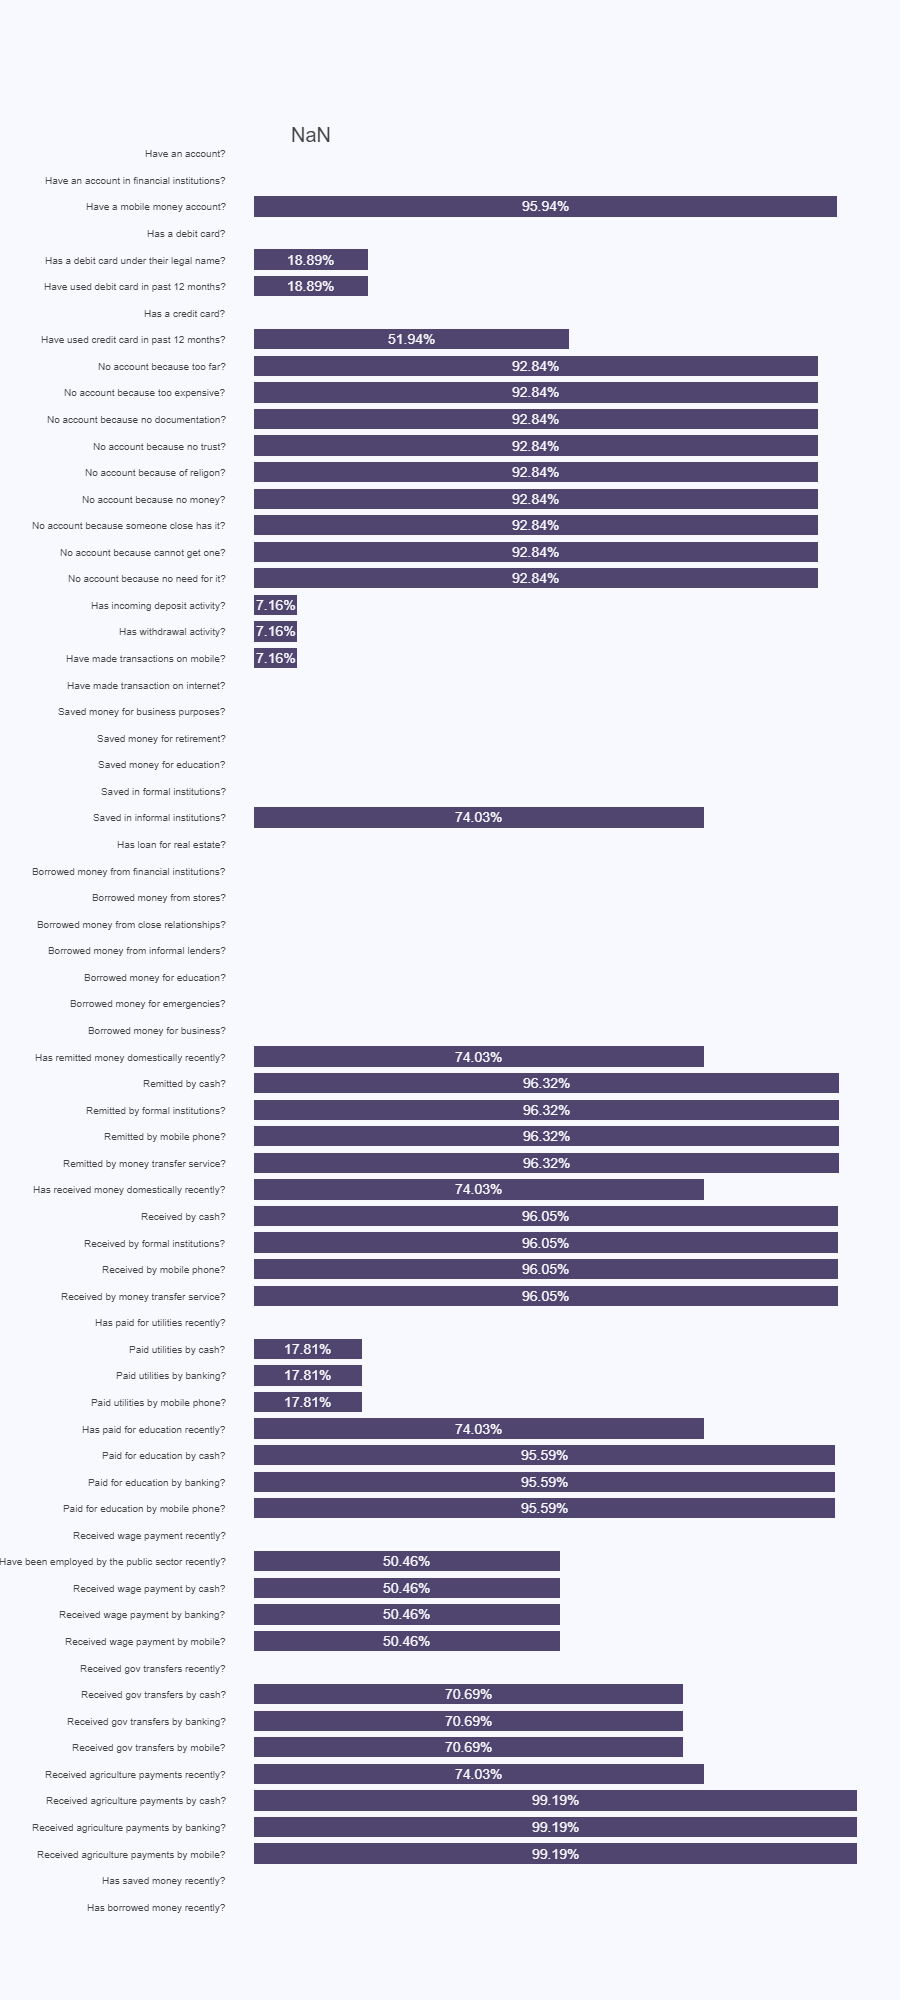 NaN
Have an account?
Have an account in financial institutions?
Have a mobile money account? 95.94%
Has a debit card?
Has a debit card under their legal name? 18.89%
Have used debit card in past 12 months? 18.89%
Has a credit card?
Have used credit card in past 12 months? 51.94%
No account because too far? 92.84%
No account because too expensive? 92.84%
No account because no documentation? 92.84%
No account because no trust? 92.84%
No account because of religon? 92.84%
No account because no money? 92.84%
No account because someone close has it? 92.84%
No account because cannot get one? 92.84%
No account because no need for it? 92.84%
Has incoming deposit activity? 7.16%
Has withdrawal activity? 7.16%
Have made transactions on mobile? 7.16%
Have made transaction on internet?
Saved money for business purposes?
Saved money for retirement?
Saved money for education?
Saved in formal institutions?
Saved in informal institutions? 74.03%
Has loan for real estate?
Borrowed money from financial institutions?
Borrowed money from stores?
Borrowed money from close relationships?
Borrowed money from informal lenders?
Borrowed money for education?
Borrowed money for emergencies?
Borrowed money for business?
Has remitted money domestically recently? 74.03%
Remitted by cash? 96.32%
Remitted by formal institutions? 96.32%
Remitted by mobile phone? 96.32%
Remitted by money transfer service? 96.32%
Has received money domestically recently? 74.03%
Received by cash? 96.05%
Received by formal institutions? 96.05%
Received by mobile phone? 96.05%
Received by money transfer service? 96.05%
Has paid for utilities recently?
Paid utilities by cash? 17.81%
Paid utilities by banking? 17.81%
Paid utilities by mobile phone? 17.81%
Has paid for education recently? 74.03%
Paid for education by cash? 95.59%
Paid for education by banking? 95.59%
Paid for education by mobile phone? 95.59%
Received wage payment recently?
Have been employed by the public sector recently? 50.46%
Received wage payment by cash? 50.46%
Received wage payment by banking? 50.46%
Received wage payment by mobile? 50.46%
Received gov transfers recently?
Received gov transfers by cash? 70.69%
Received gov transfers by banking? 70.69%
Received gov transfers by mobile? 70.69%
Received agriculture payments recently? 74.03%
Received agriculture payments by cash? 99.19%
Received agriculture payments by banking? 99.19%
Received agriculture payments by mobile? 99.19%
Has saved money recently?
Has borrowed money recently?